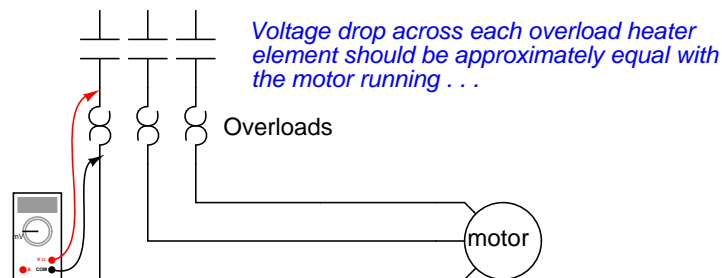 Voltage drop across each overload heater
element should be approximately equal with
the motor running . . .
Overloads
motor
mV
V Ω
A COM